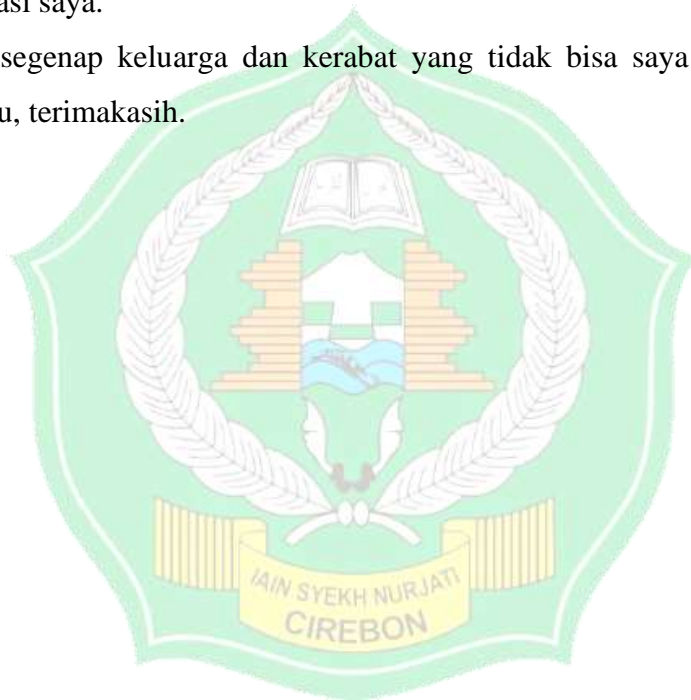 asi saya.
segenap keluarga dan kerabat yang tidak bisa saya
u, terimakasih.
IAIN SYEKH NURJATI
CIREBON